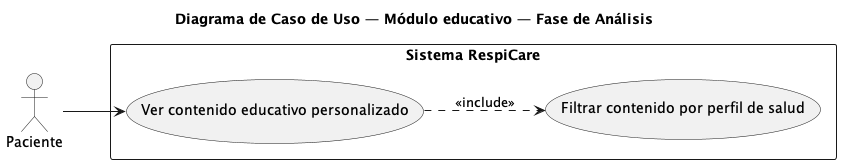 Diagrama de Caso de Uso — Módulo educativo — Fase de Análisis
Sistema RespiCare
Ver contenido educativo personalizado
«include»
Filtrar contenido por perfil de salud
Paciente